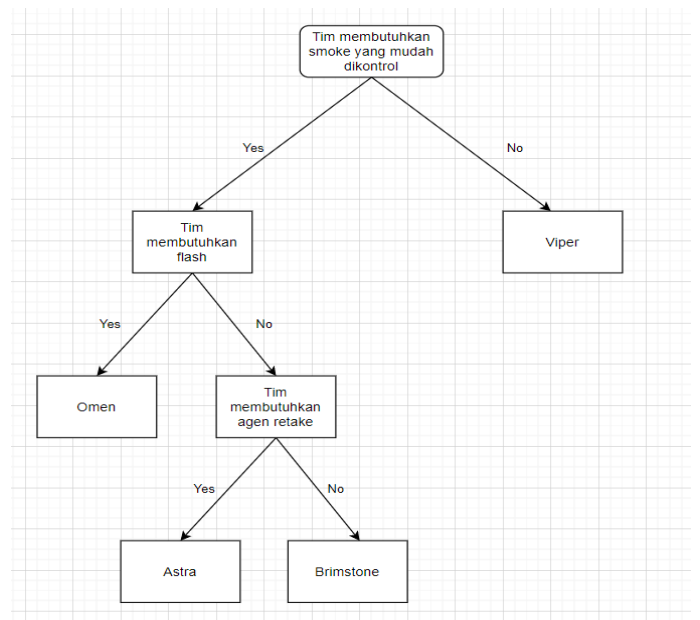 Tim membutuhkan
smoke yang mudah
dikontrol
Yes
No
Tim
membutuhkan
flash
Viper
Yes
No
Omen
Tim
membutuhkan
agen retake
Yes
No
Astra
Brimstone